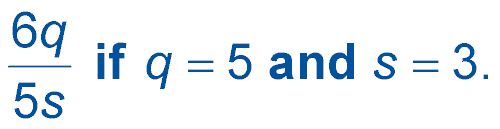 6q/5s if q = 5 and s = 3.